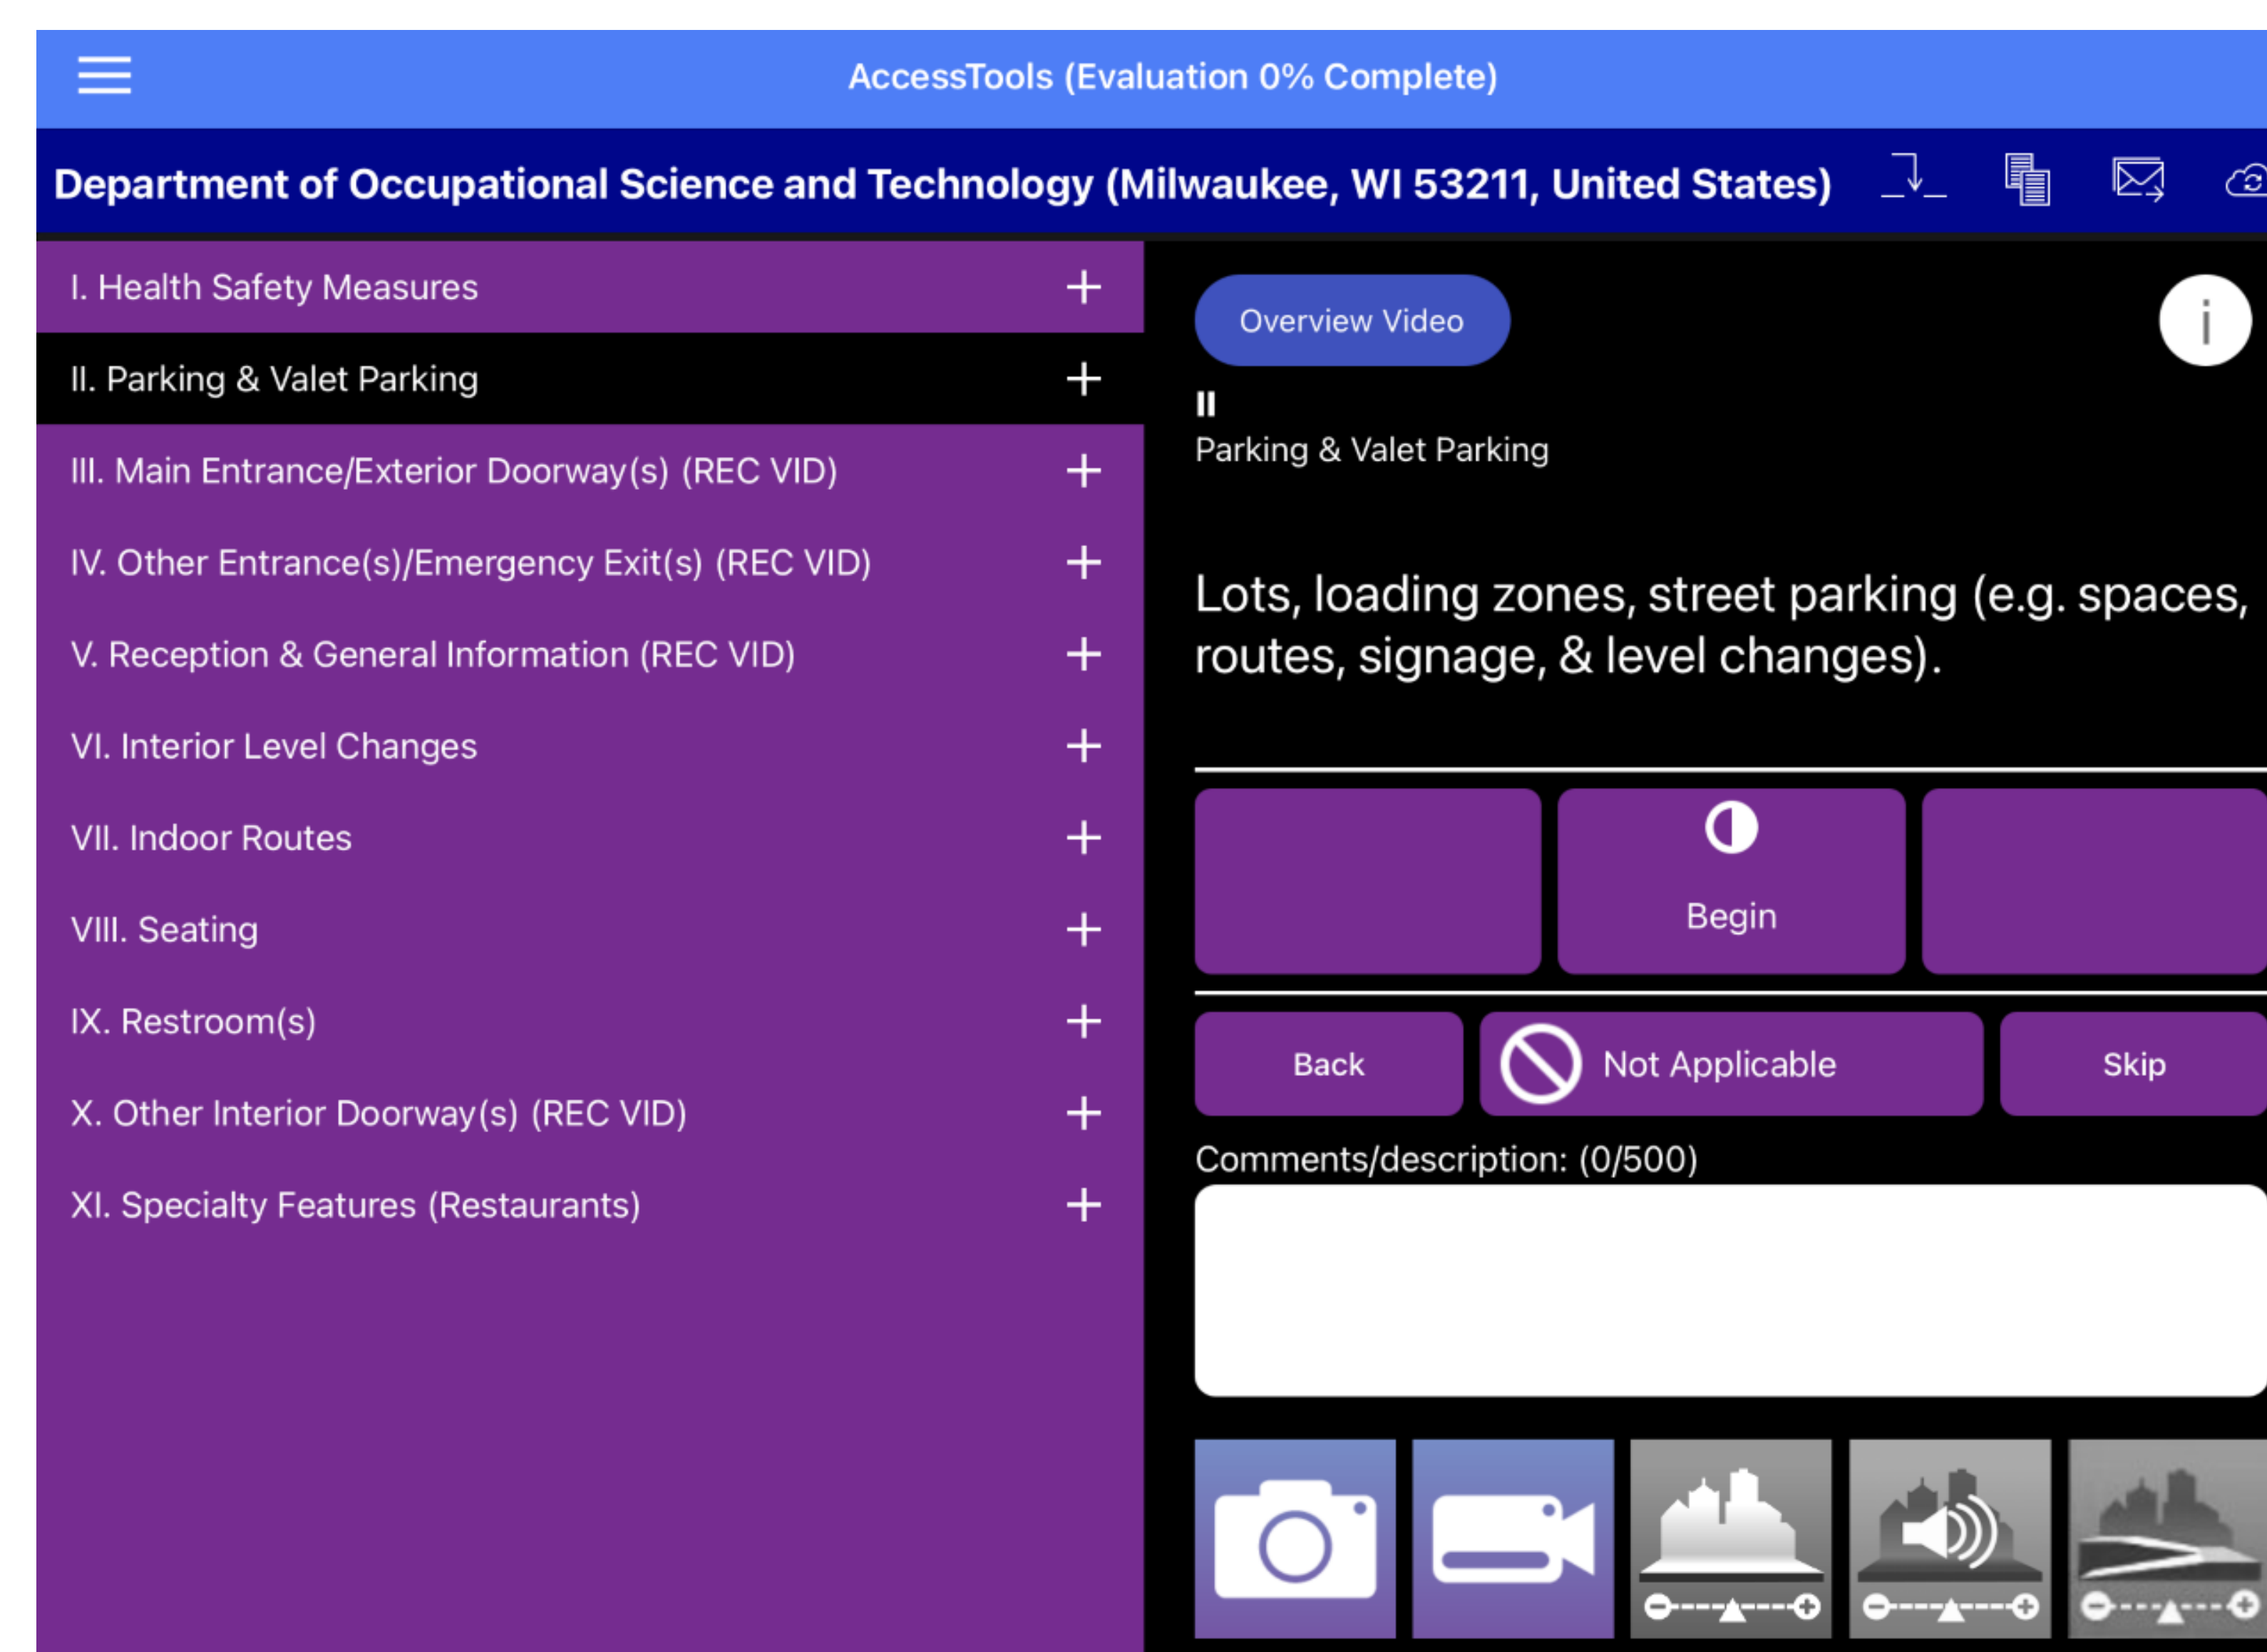 AccessTools (Evaluation 0% Complete)
Department of Occupational Science and Technology (Milwaukee, WI 53211, United States)
I. Health Safety Measures
II. Parking & Valet Parking
III. Main Entrance/Exterior Doorway(s) (REC VID)
IV. Other Entrance(s)/Emergency Exit(s) (REC VID)
V. Reception & General Information (REC VID)
VI. Interior Level Changes
VII. Indoor Routes
VIII. Seating
IX. Restroom(s)
X. Other Interior Doorway(s) (REC VID)
XI. Specialty Features (Restaurants)
Overview Video
i
II
Parking & Valet Parking
Lots, loading zones, street parking (e.g. spaces,
routes, signage, & level changes).
Begin
Back
Not Applicable
Skip
Comments/description: (0/500)